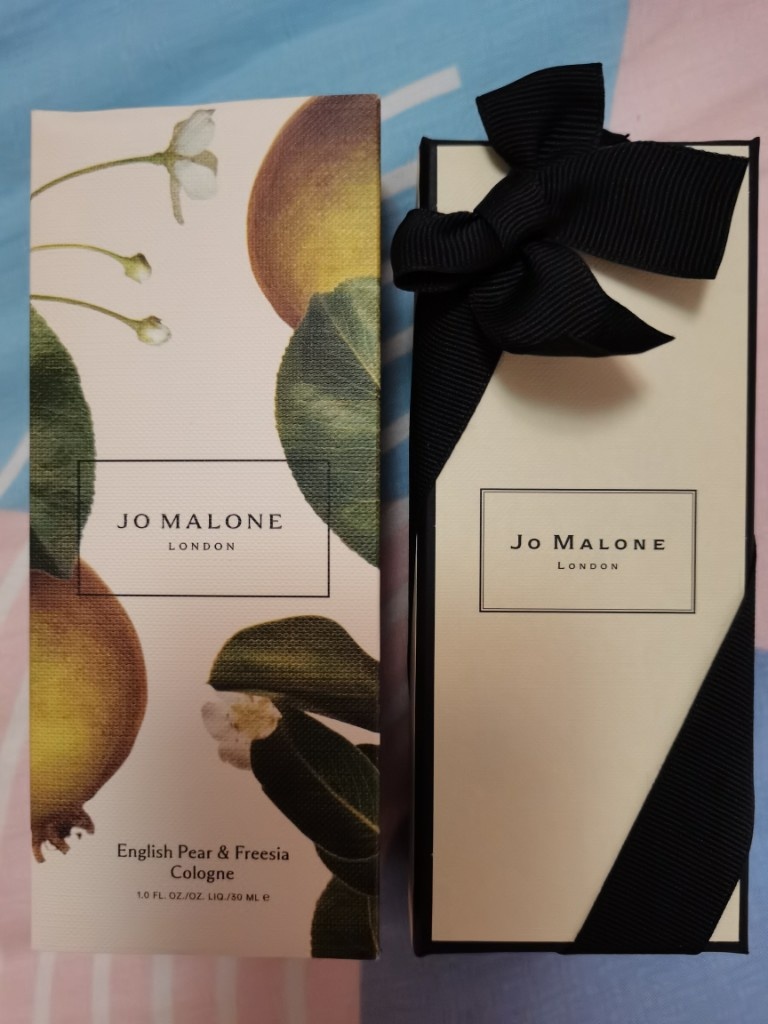 JO MALONE
LONDON
English Pear & Freesia
Cologne
1.0 FL. OZ./OZ. LIQ./30 ML ℮
JO MALONE
LONDON